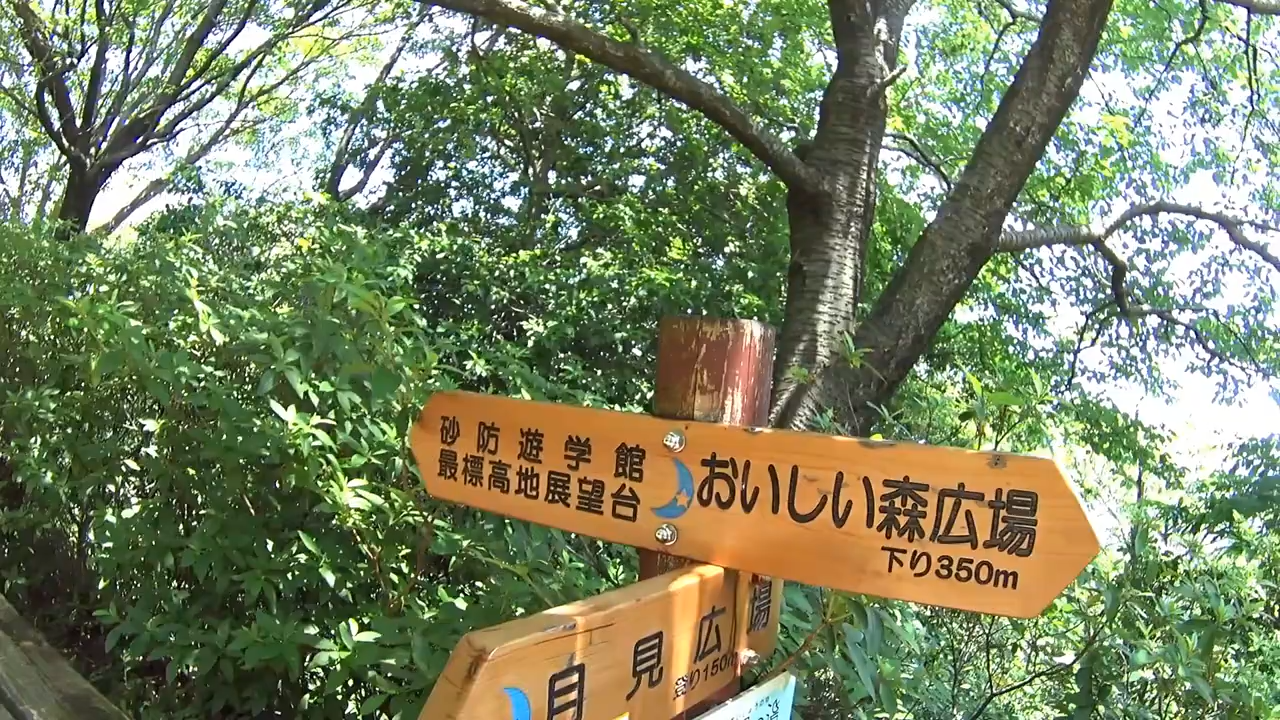 砂防遊学館
最標高地展望台
おいしい森広場
下り350m
月見広場
登り150m